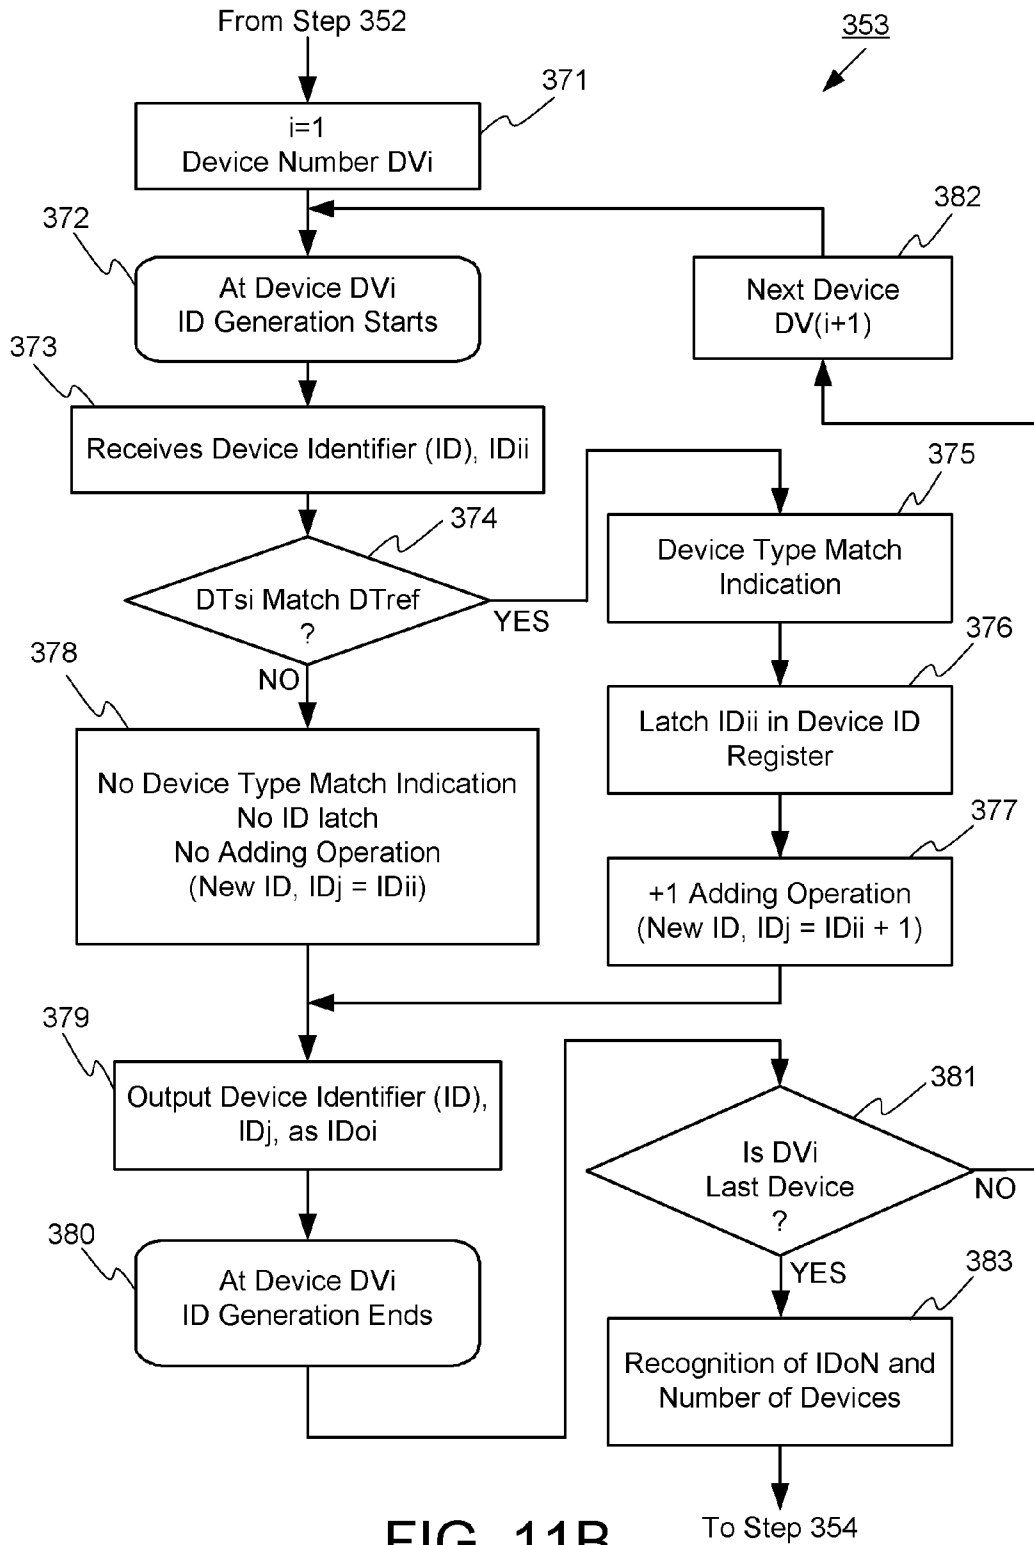 From Step 352
353
371
i=1
Device Number DVi
382
372
At Device DVi
ID Generation Starts
Next Device
DV(i+1)
373
Receives Device Identifier (ID), IDii
375
374
Device Type Match
Indication
DTsi Match DTref
?
YES
NO
376
378
Latch IDii in Device ID
Register
No Device Type Match Indication
No ID latch
No Adding Operation
(New ID, IDj = IDii)
377
+1 Adding Operation
(New ID, IDj = IDii + 1)
379
Output Device Identifier (ID),
IDj, as IDoi
381
Is DVi
Last Device
?
NO
YES
380
At Device DVi
ID Generation Ends
383
Recognition of IDoN and
Number of Devices
To Step 354
FIG. 11B